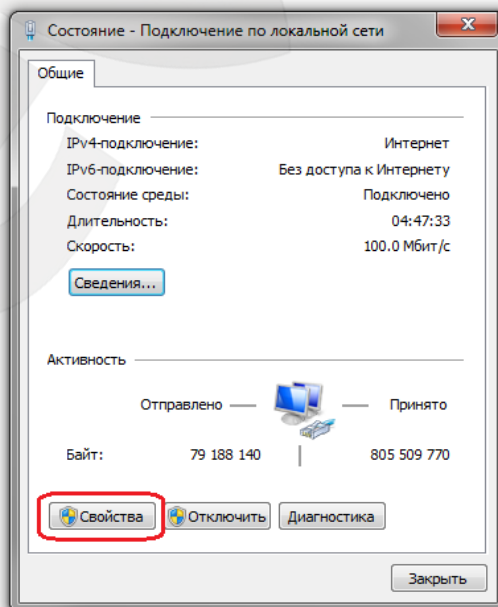 Состояние - Подключение по локальной сети
Общие
Подключение
IPv4-подключение: Интернет
IPv6-подключение: Без доступа к Интернету
Состояние среды: Подключено
Длительность: 04:47:33
Скорость: 100.0 Мбит/с
Сведения...
Активность
Отправлено — — Принято
Байт: 79 188 140 | 805 509 770
Свойства Отключить Диагностика
Закрыть